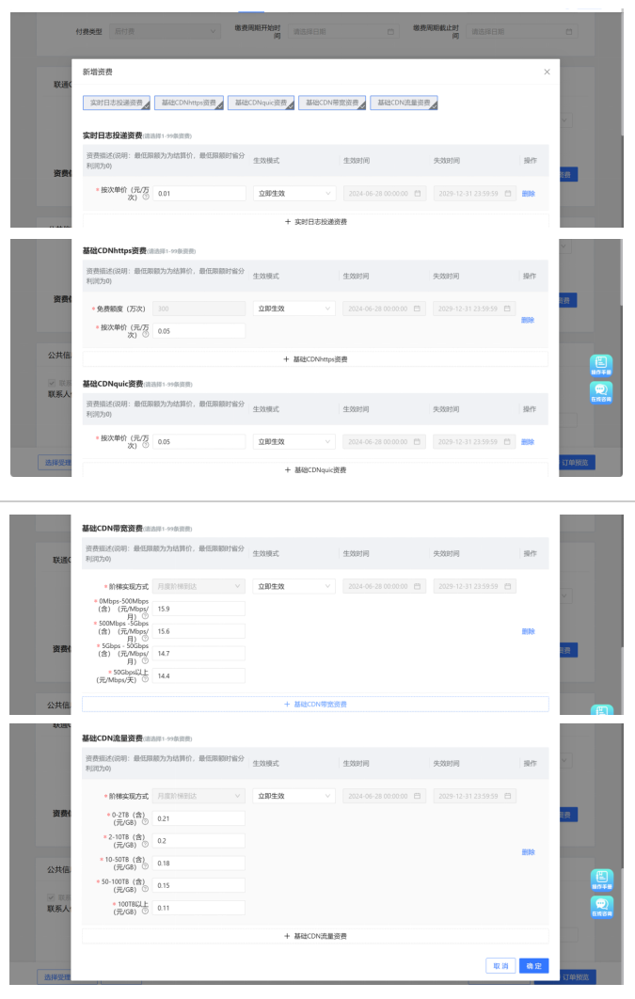 付费类型 后付费 缴费周期开始时间 请选择日期 缴费周期截止时间 请选择日期
新增资费 ×
实时日志投递资费 基础CDNhttps资费 基础CDNquic资费 基础CDN带宽资费 基础CDN流量资费
联通
实时日志投递资费(请选择1-99条资费)
资费描述(说明：最低限额为为结算价，最低限额时省分利润为0) 生效模式 生效时间 失效时间 操作
资费
* 按次单价（元/万次） 0.01 立即生效 2024-06-28 00:00:00 2029-12-31 23:59:59 删除
+ 实时日志投递资费
基础CDNhttps资费(请选择1-99条资费)
资费描述(说明：最低限额为为结算价，最低限额时省分利润为0) 生效模式 生效时间 失效时间 操作
资费
* 免费额度（万次） 300 立即生效 2024-06-28 00:00:00 2029-12-31 23:59:59
删除
* 按次单价（元/万次） 0.05
公共信
+ 基础CDNhttps资费
操作手册
联系人
在线咨询
基础CDNquic资费(请选择1-99条资费)
资费描述(说明：最低限额为为结算价，最低限额时省分利润为0) 生效模式 生效时间 失效时间 操作
* 按次单价（元/万次） 0.05 立即生效 2024-06-28 00:00:00 2029-12-31 23:59:59 删除
选择受理 订单预览
+ 基础CDNquic资费
基础CDN带宽资费(请选择1-99条资费)
资费描述(说明：最低限额为为结算价，最低限额时省分利润为0) 生效模式 生效时间 失效时间 操作
联通
* 阶梯实现方式 月度阶梯到达 立即生效 2024-06-28 00:00:00 2029-12-31 23:59:59
* 0Mbps-500Mbps（含）（元/Mbps/月） 15.9
* 500Mbps -5Gbps（含）（元/Mbps/月） 15.6
删除
* 5Gbps - 50Gbps（含）（元/Mbps/月） 14.7
资费
* 50Gbps以上（元/Mbps/天） 14.4
公共信
+ 基础CDN带宽资费
联通
基础CDN流量资费(请选择1-99条资费)
资费描述(说明：最低限额为为结算价，最低限额时省分利润为0) 生效模式 生效时间 失效时间 操作
* 阶梯实现方式 月度阶梯到达 立即生效 2024-06-28 00:00:00 2029-12-31 23:59:59
资费
* 0-2TB（含）（元/GB） 0.21
* 2-10TB（含）（元/GB） 0.2
删除
* 10-50TB（含）（元/GB） 0.18
公共信
* 50-100TB（含）（元/GB） 0.15
操作手册
* 100TB以上（元/GB） 0.11
联系人
在线咨询
+ 基础CDN流量资费
取 消 确 定
选择受理 订单预览